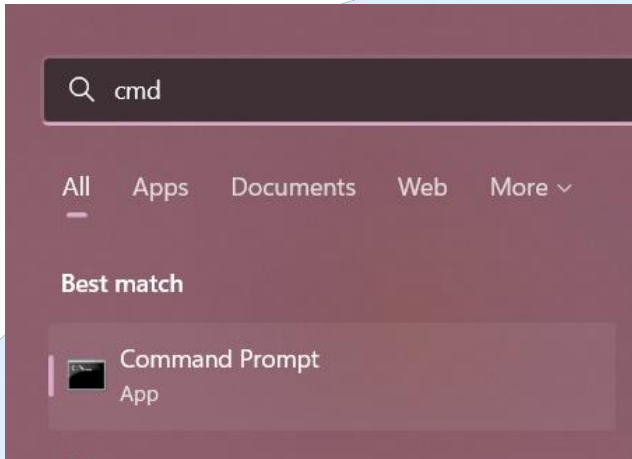 cmd
All Apps Documents Web More
Best match
Command Prompt
App